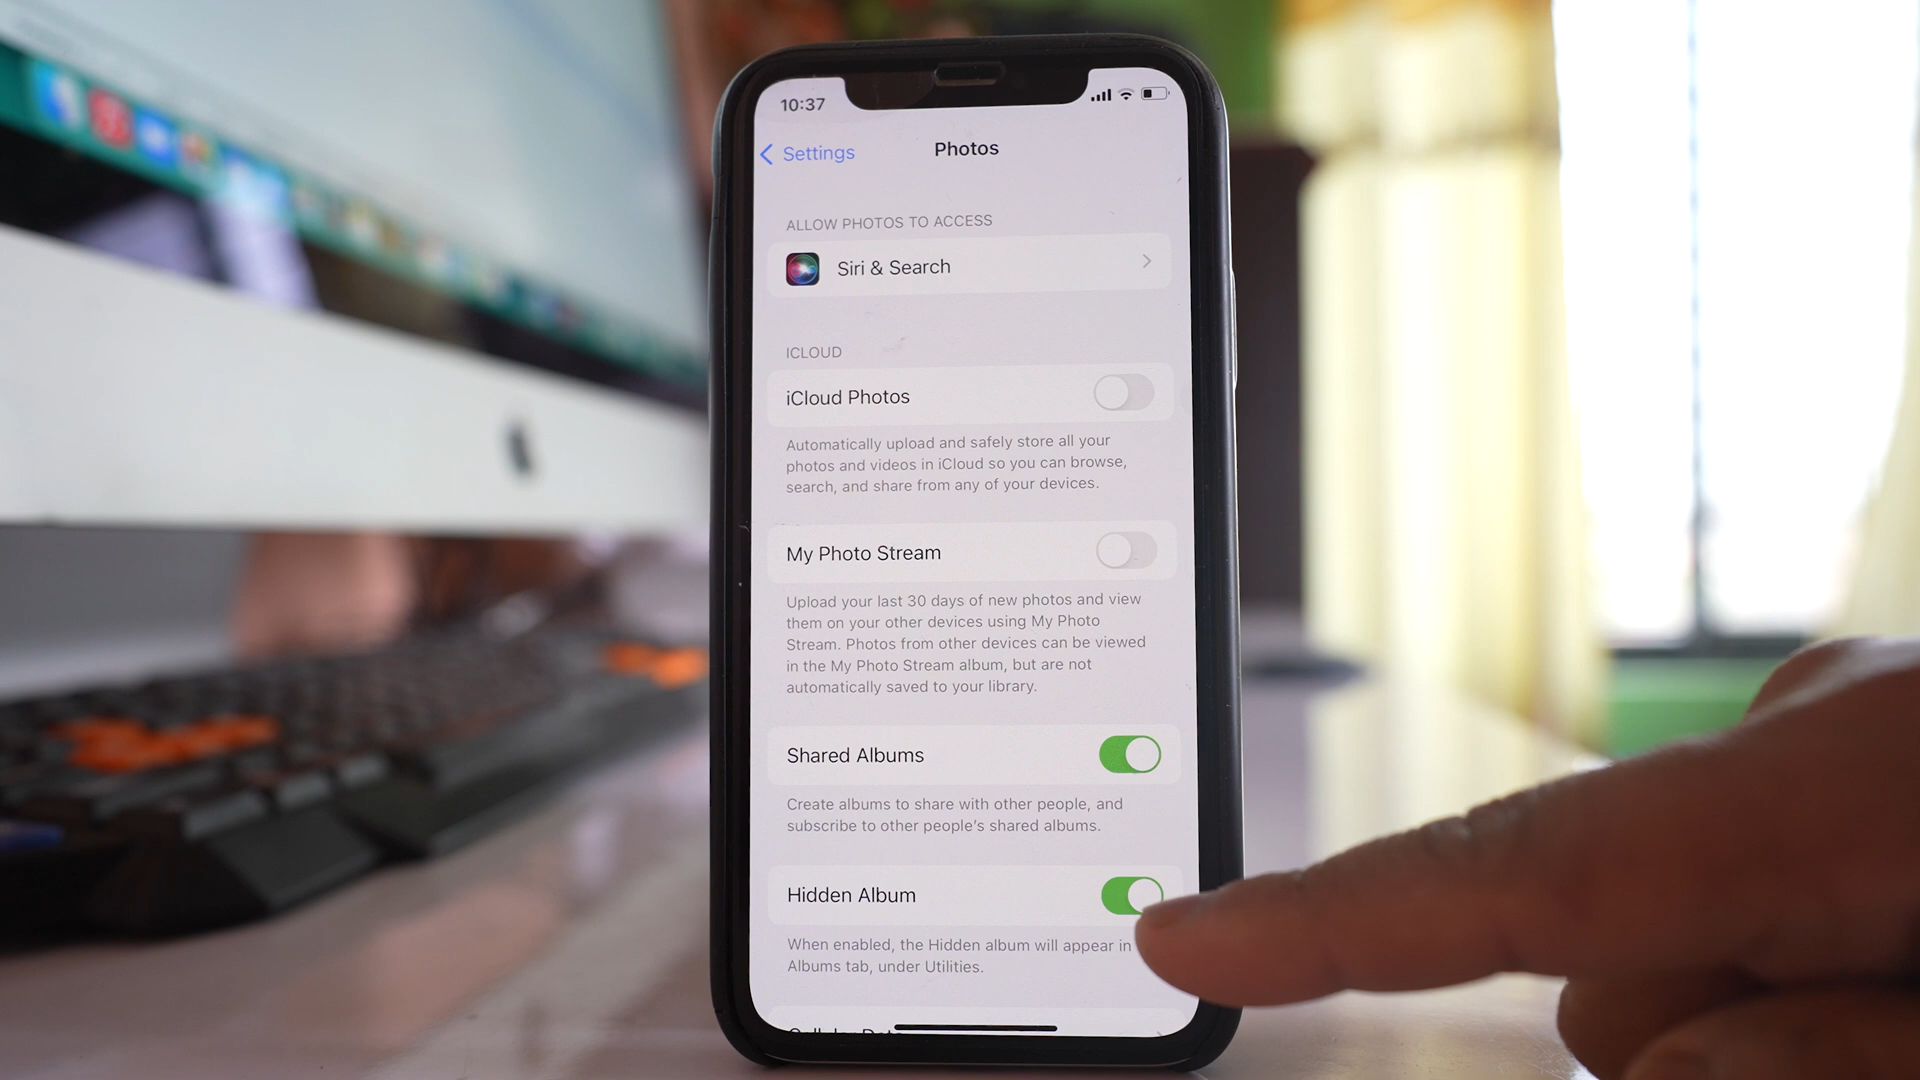 10:37
Settings
Photos
ALLOW PHOTOS TO ACCESS
Siri & Search
ICLOUD
iCloud Photos
Automatically upload and safely store all your
photos and videos in iCloud so you can browse,
search, and share from any of your devices.
My Photo Stream
Upload your last 30 days of new photos and view
them on your other devices using My Photo
Stream. Photos from other devices can be viewed
in the My Photo Stream album, but are not
automatically saved to your library.
Shared Albums
Create albums to share with other people, and
subscribe to other people's shared albums.
Hidden Album
When enabled, the Hidden album will appear in
Albums tab, under Utilities.
Cellular Data